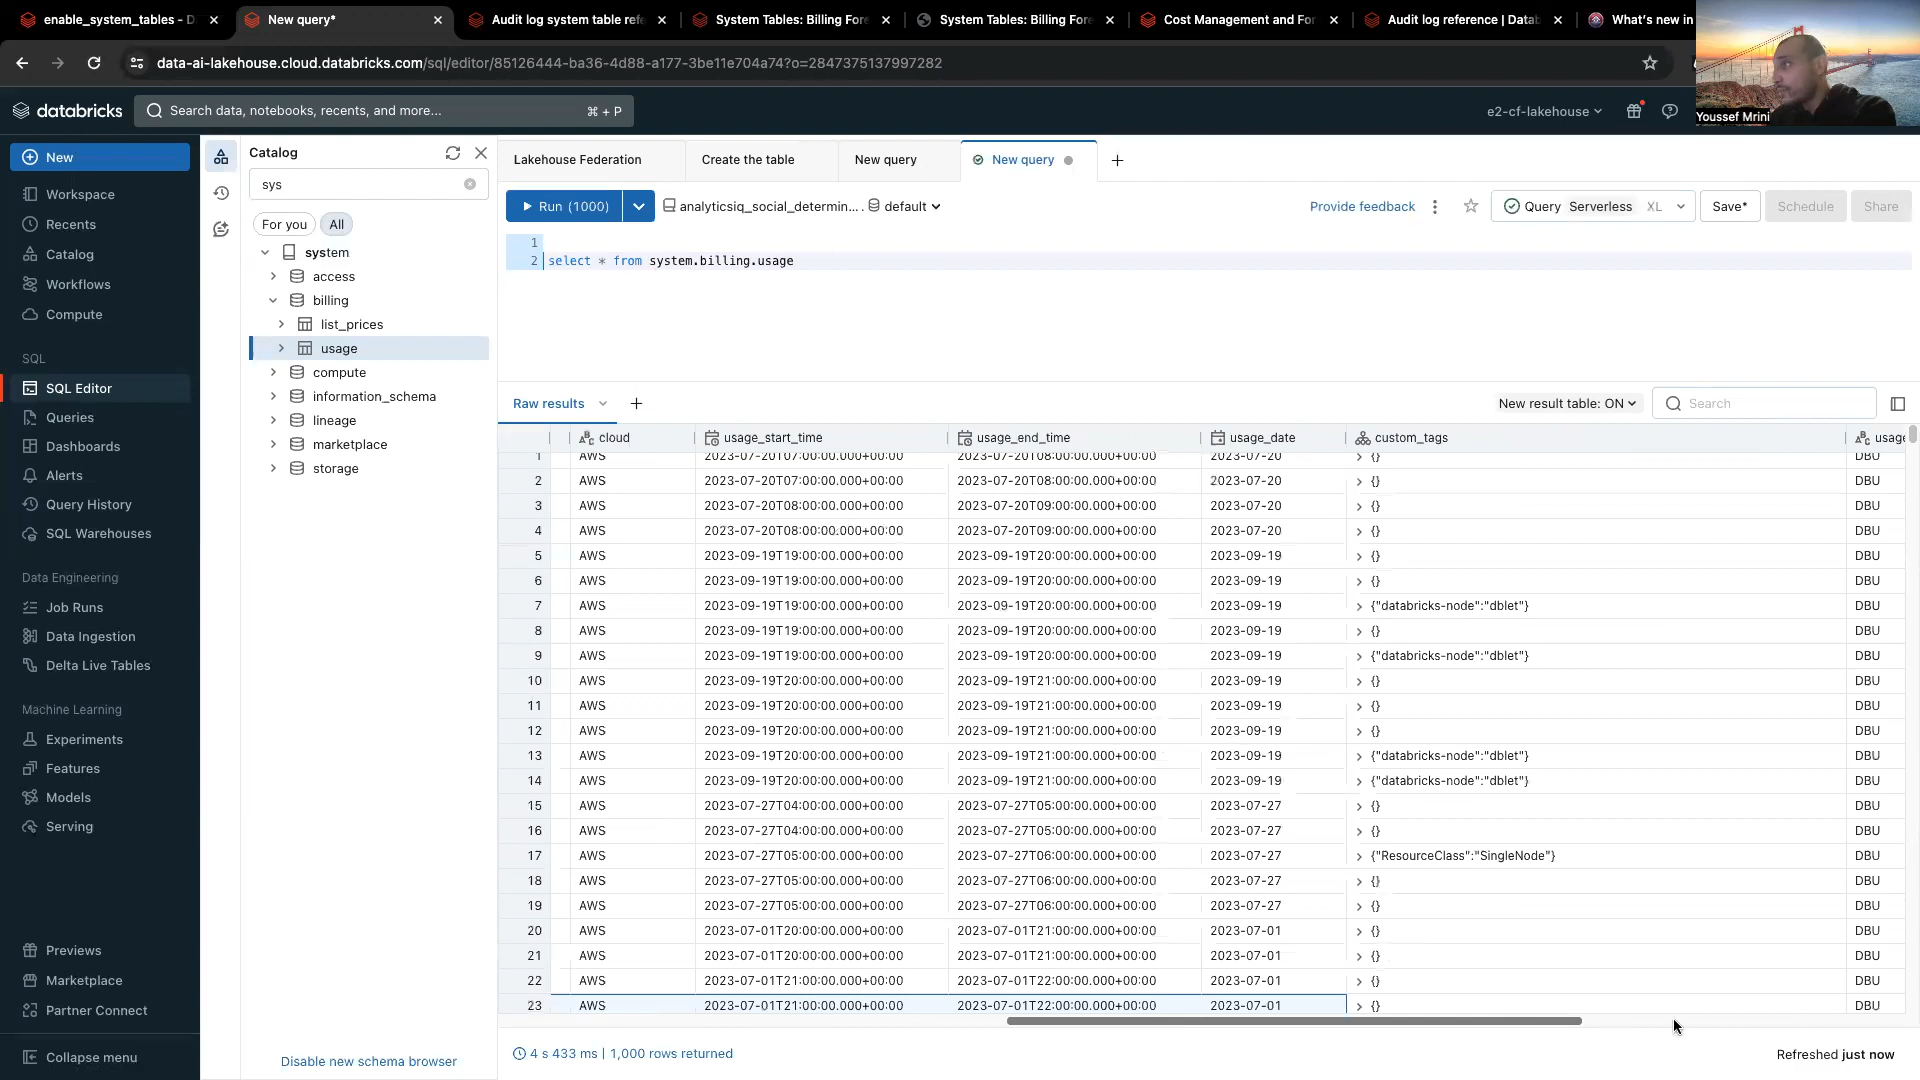 enable_system_tables - D
New query*
Audit log system table refe
System Tables: Billing Fore
System Tables: Billing Fore
Cost Management and For
Audit log reference | Datab
What's new in
data-ai-lakehouse.cloud.databricks.com/sql/editor/85126444-ba36-4d88-a177-3be11e704a74?o=2847375137997282
Youssef Mrini
databricks
Search data, notebooks, recents, and more...
⌘ + P
e2-cf-lakehouse
New
Workspace
Recents
Catalog
Workflows
Compute
SQL
SQL Editor
Queries
Dashboards
Alerts
Query History
SQL Warehouses
Data Engineering
Job Runs
Data Ingestion
Delta Live Tables
Machine Learning
Experiments
Features
Models
Serving
Previews
Marketplace
Partner Connect
Collapse menu
Catalog
sys
For you
All
system
access
billing
list_prices
usage
compute
information_schema
lineage
marketplace
storage
Disable new schema browser
Lakehouse Federation
Create the table
New query
New query
Run (1000)
analyticsiq_social_determin... .
default
Provide feedback
Query Serverless XL
Save*
Schedule
Share
1
2 select * from system.billing.usage
Raw results
New result table: ON
Search
cloud usage_start_time usage_end_time usage_date custom_tags usage
1 AWS 2023-07-20T07:00:00.000+00:00 2023-07-20T08:00:00.000+00:00 2023-07-20 {} DBU
2 AWS 2023-07-20T07:00:00.000+00:00 2023-07-20T08:00:00.000+00:00 2023-07-20 {} DBU
3 AWS 2023-07-20T08:00:00.000+00:00 2023-07-20T09:00:00.000+00:00 2023-07-20 {} DBU
4 AWS 2023-07-20T08:00:00.000+00:00 2023-07-20T09:00:00.000+00:00 2023-07-20 {} DBU
5 AWS 2023-09-19T19:00:00.000+00:00 2023-09-19T20:00:00.000+00:00 2023-09-19 {} DBU
6 AWS 2023-09-19T19:00:00.000+00:00 2023-09-19T20:00:00.000+00:00 2023-09-19 {} DBU
7 AWS 2023-09-19T19:00:00.000+00:00 2023-09-19T20:00:00.000+00:00 2023-09-19 {"databricks-node":"dblet"} DBU
8 AWS 2023-09-19T19:00:00.000+00:00 2023-09-19T20:00:00.000+00:00 2023-09-19 {} DBU
9 AWS 2023-09-19T19:00:00.000+00:00 2023-09-19T20:00:00.000+00:00 2023-09-19 {"databricks-node":"dblet"} DBU
10 AWS 2023-09-19T20:00:00.000+00:00 2023-09-19T21:00:00.000+00:00 2023-09-19 {} DBU
11 AWS 2023-09-19T20:00:00.000+00:00 2023-09-19T21:00:00.000+00:00 2023-09-19 {} DBU
12 AWS 2023-09-19T20:00:00.000+00:00 2023-09-19T21:00:00.000+00:00 2023-09-19 {} DBU
13 AWS 2023-09-19T20:00:00.000+00:00 2023-09-19T21:00:00.000+00:00 2023-09-19 {"databricks-node":"dblet"} DBU
14 AWS 2023-09-19T20:00:00.000+00:00 2023-09-19T21:00:00.000+00:00 2023-09-19 {"databricks-node":"dblet"} DBU
15 AWS 2023-07-27T04:00:00.000+00:00 2023-07-27T05:00:00.000+00:00 2023-07-27 {} DBU
16 AWS 2023-07-27T04:00:00.000+00:00 2023-07-27T05:00:00.000+00:00 2023-07-27 {} DBU
17 AWS 2023-07-27T05:00:00.000+00:00 2023-07-27T06:00:00.000+00:00 2023-07-27 {"ResourceClass":"SingleNode"} DBU
18 AWS 2023-07-27T05:00:00.000+00:00 2023-07-27T06:00:00.000+00:00 2023-07-27 {} DBU
19 AWS 2023-07-27T05:00:00.000+00:00 2023-07-27T06:00:00.000+00:00 2023-07-27 {} DBU
20 AWS 2023-07-01T20:00:00.000+00:00 2023-07-01T21:00:00.000+00:00 2023-07-01 {} DBU
21 AWS 2023-07-01T20:00:00.000+00:00 2023-07-01T21:00:00.000+00:00 2023-07-01 {} DBU
22 AWS 2023-07-01T21:00:00.000+00:00 2023-07-01T22:00:00.000+00:00 2023-07-01 {} DBU
23 AWS 2023-07-01T21:00:00.000+00:00 2023-07-01T22:00:00.000+00:00 2023-07-01 {} DBU
4 s 433 ms | 1,000 rows returned
Refreshed just now